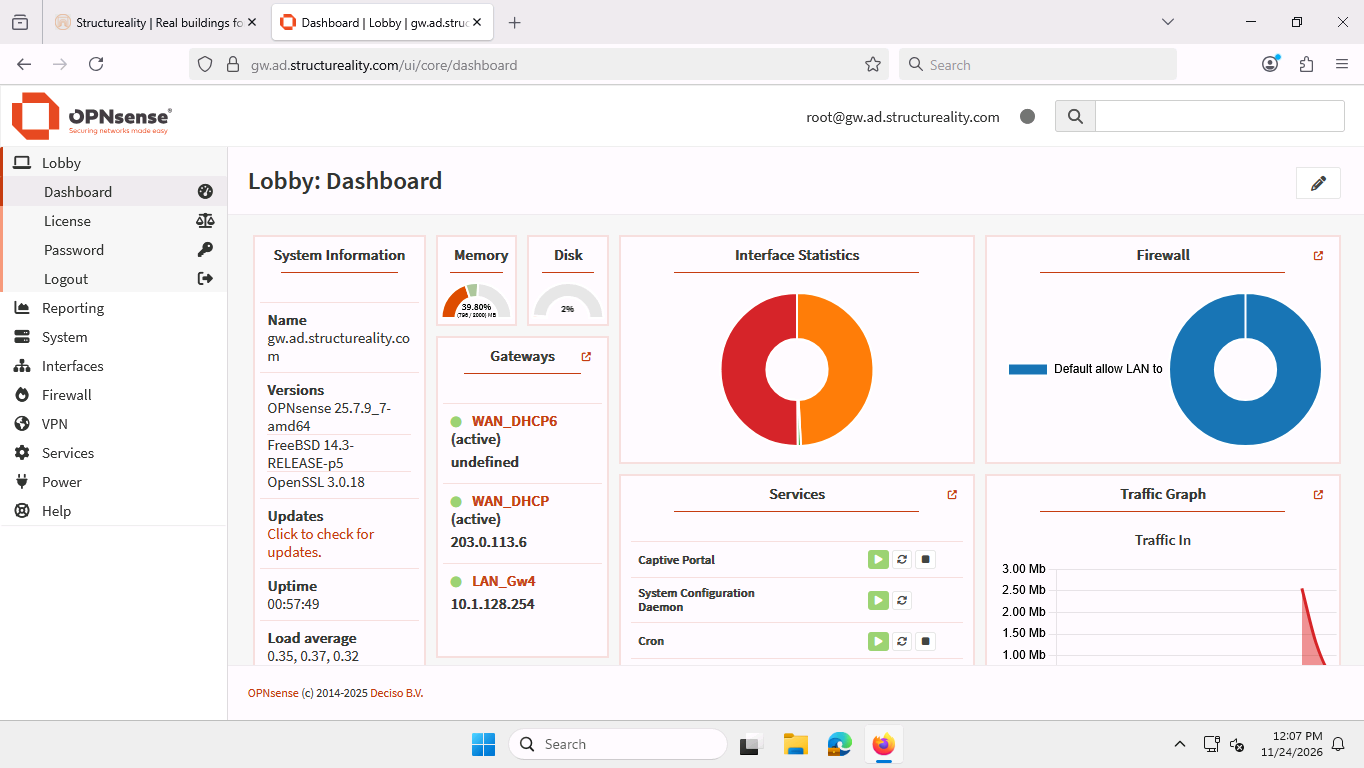 Structureality | Real buildings fo
Dashboard | Lobby | gw.ad.struc
gw.ad.structureality.com/ui/core/dashboard
Search
OPNsense®
Securing networks made easy
root@gw.ad.structureality.com
Lobby
Dashboard
License
Password
Logout
Reporting
System
Interfaces
Firewall
VPN
Services
Power
Help
Lobby: Dashboard
System Information
Name
gw.ad.structureality.co
m
Versions
OPNsense 25.7.9_7-
amd64
FreeBSD 14.3-
RELEASE-p5
OpenSSL 3.0.18
Updates
Click to check for
updates.
Uptime
00:57:49
Load average
0.35, 0.37, 0.32
Memory
39.80%
(796 / 2000) MB
Disk
2%
Gateways
WAN_DHCP6
(active)
undefined
WAN_DHCP
(active)
203.0.113.6
LAN_Gw4
10.1.128.254
Interface Statistics
Services
Captive Portal
System Configuration
Daemon
Cron
Firewall
Default allow LAN to
Traffic Graph
Traffic In
3.00 Mb
2.50 Mb
2.00 Mb
1.50 Mb
1.00 Mb
OPNsense (c) 2014-2025 Deciso B.V.
Search
12:07 PM
11/24/2026